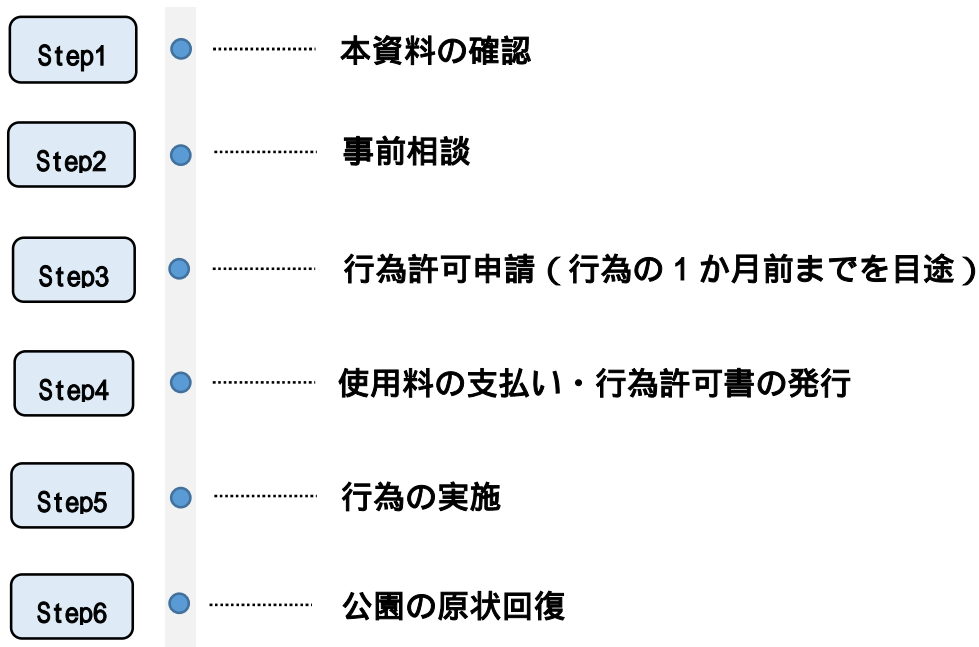 Step1 本資料の確認
Step2 事前相談
Step3 行為許可申請（行為の１か月前までを目途）
Step4 使用料の支払い・行為許可書の発行
Step5 行為の実施
Step6 公園の原状回復